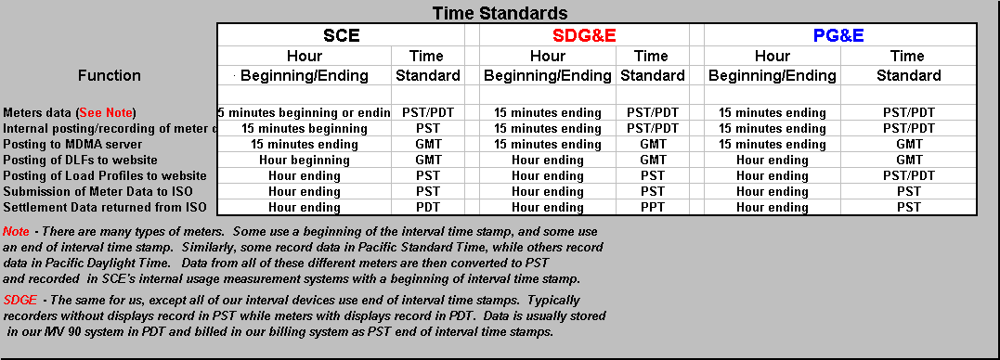 Time Standards
SCE SDG&E PG&E
Hour Time Hour Time Hour Time
Function Beginning/Ending Standard Beginning/Ending Standard Beginning/Ending Standard
Meters data (See Note) 5 minutes beginning or endin PST/PDT 15 minutes ending PST/PDT 15 minutes ending PST/PDT
Internal posting/recording of meter d 15 minutes beginning PST 15 minutes ending PST/PDT 15 minutes ending PST/PDT
Posting to MDMA server 15 minutes ending GMT 15 minutes ending GMT 15 minutes ending GMT
Posting of DLFs to website Hour beginning GMT Hour ending GMT Hour ending GMT
Posting of Load Profiles to website Hour ending PST Hour ending PST Hour ending PST/PDT
Submission of Meter Data to ISO Hour ending PST Hour ending PST Hour ending PST
Settlement Data returned from ISO Hour ending PDT Hour ending PPT Hour ending PST
Note - There are many types of meters. Some use a beginning of the interval time stamp, and some use
an end of interval time stamp. Similarly, some record data in Pacific Standard Time, while others record
data in Pacific Daylight Time. Data from all of these different meters are then converted to PST
and recorded in SCE's internal usage measurement systems with a beginning of interval time stamp.
SDGE - The same for us, except all of our interval devices use end of interval time stamps. Typically
recorders without displays record in PST while meters with displays record in PDT. Data is usually stored
in our MV 90 system in PDT and billed in our billing system as PST end of interval time stamps.